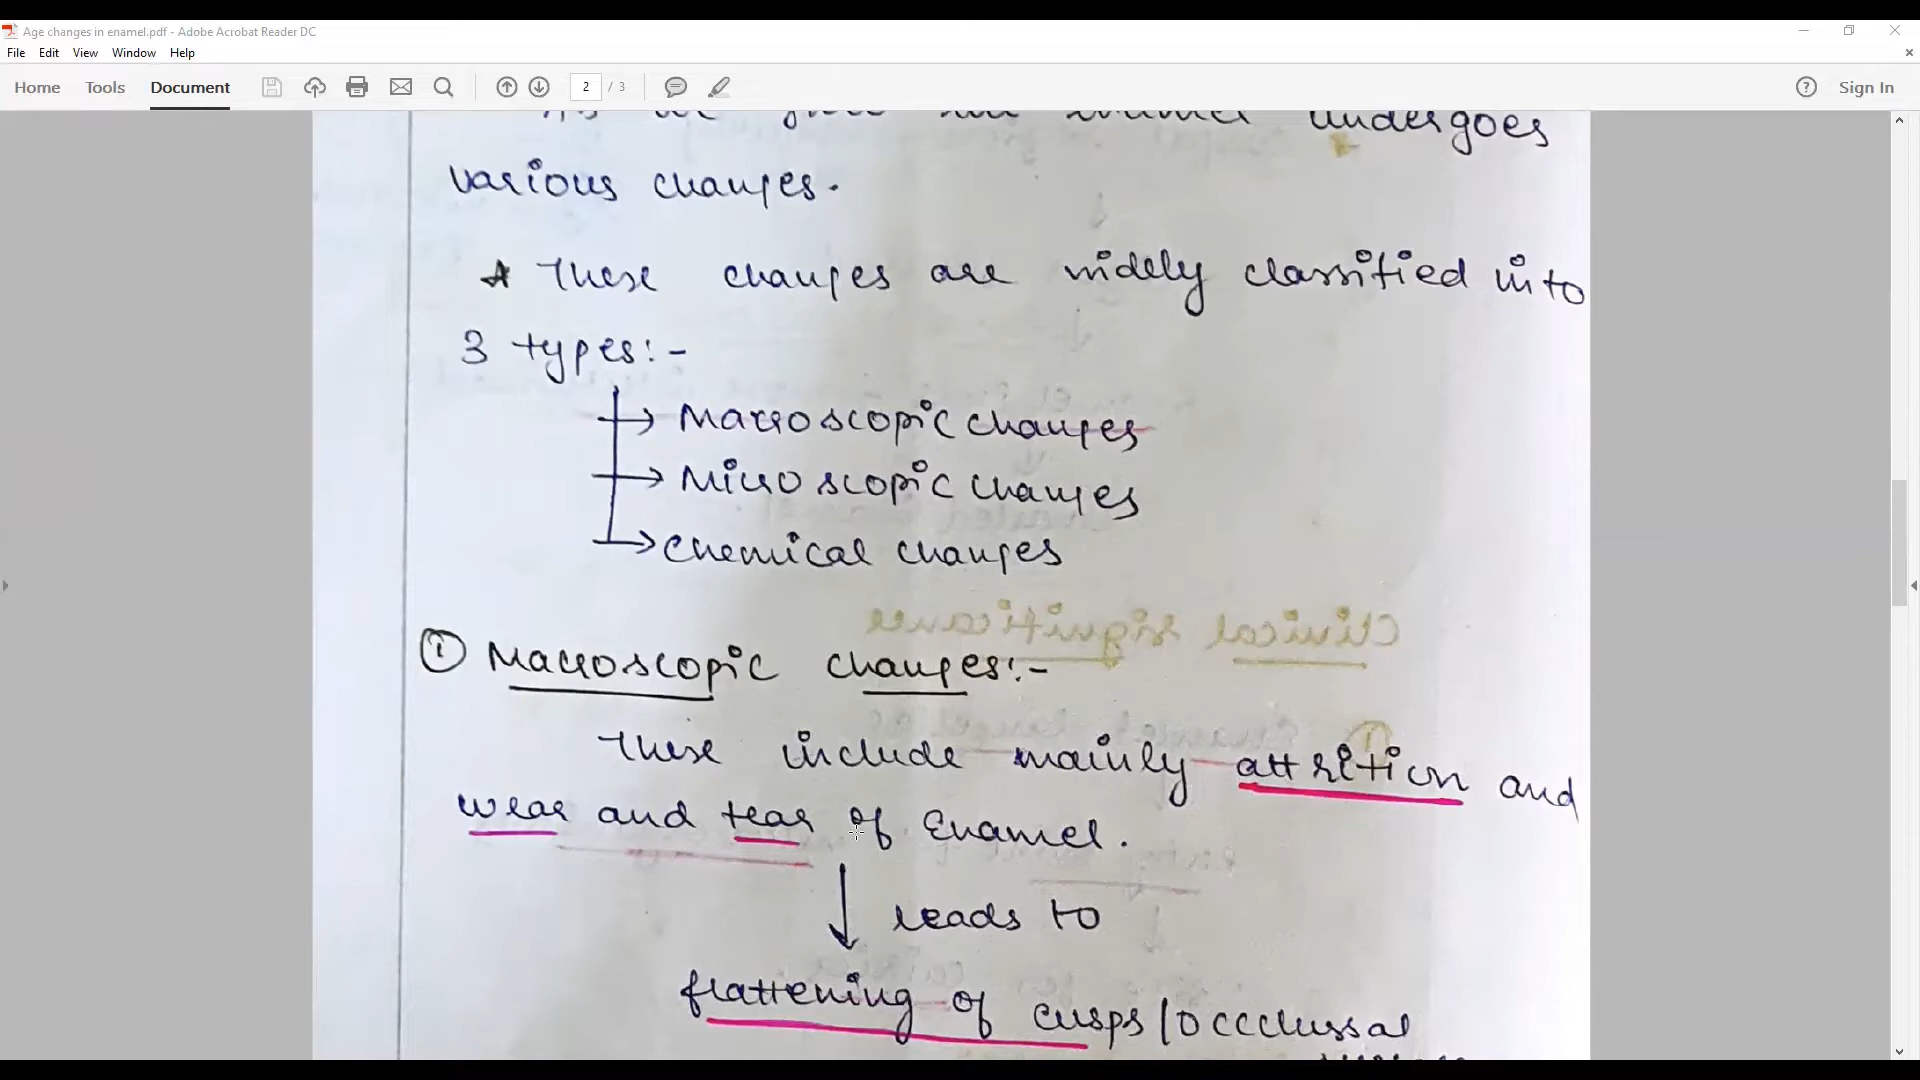 Age changes in enamel.pdf - Adobe Acrobat Reader DC
File Edit View Window Help
Home Tools Document 2 / 3 Sign In
undergoes
various changes.
* These changes are widely classified into
3 types:-
→ Macroscopic changes
→ Microscopic changes
→ Chemical changes
① Macroscopic changes:-
These include mainly attrition and
wear and tear of Enamel.
↓ leads to
flattening of cusps/Occclussal